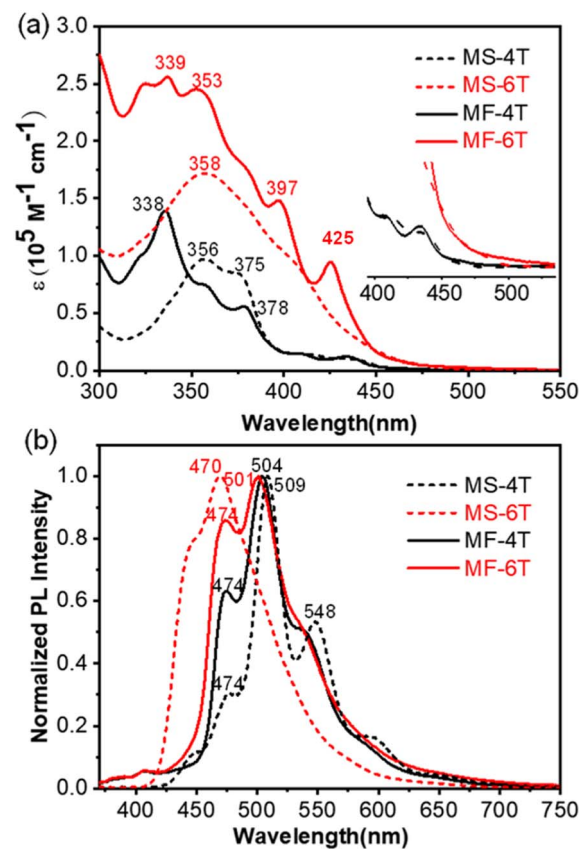 (a)
3.0
2.5
2.0
1.5
1.0
0.5
0.0
ε (10⁵ M⁻¹ cm⁻¹)
339
353
358
338
356
375
378
397
425
MS-4T
MS-6T
MF-4T
MF-6T
400 450 500
300 350 400 450 500 550
Wavelength(nm)
(b)
1.0
0.8
0.6
0.4
0.2
0.0
Normalized PL Intensity
470
501
504
509
474
474
474
548
MS-4T
MS-6T
MF-4T
MF-6T
400 450 500 550 600 650 700 750
Wavelength(nm)